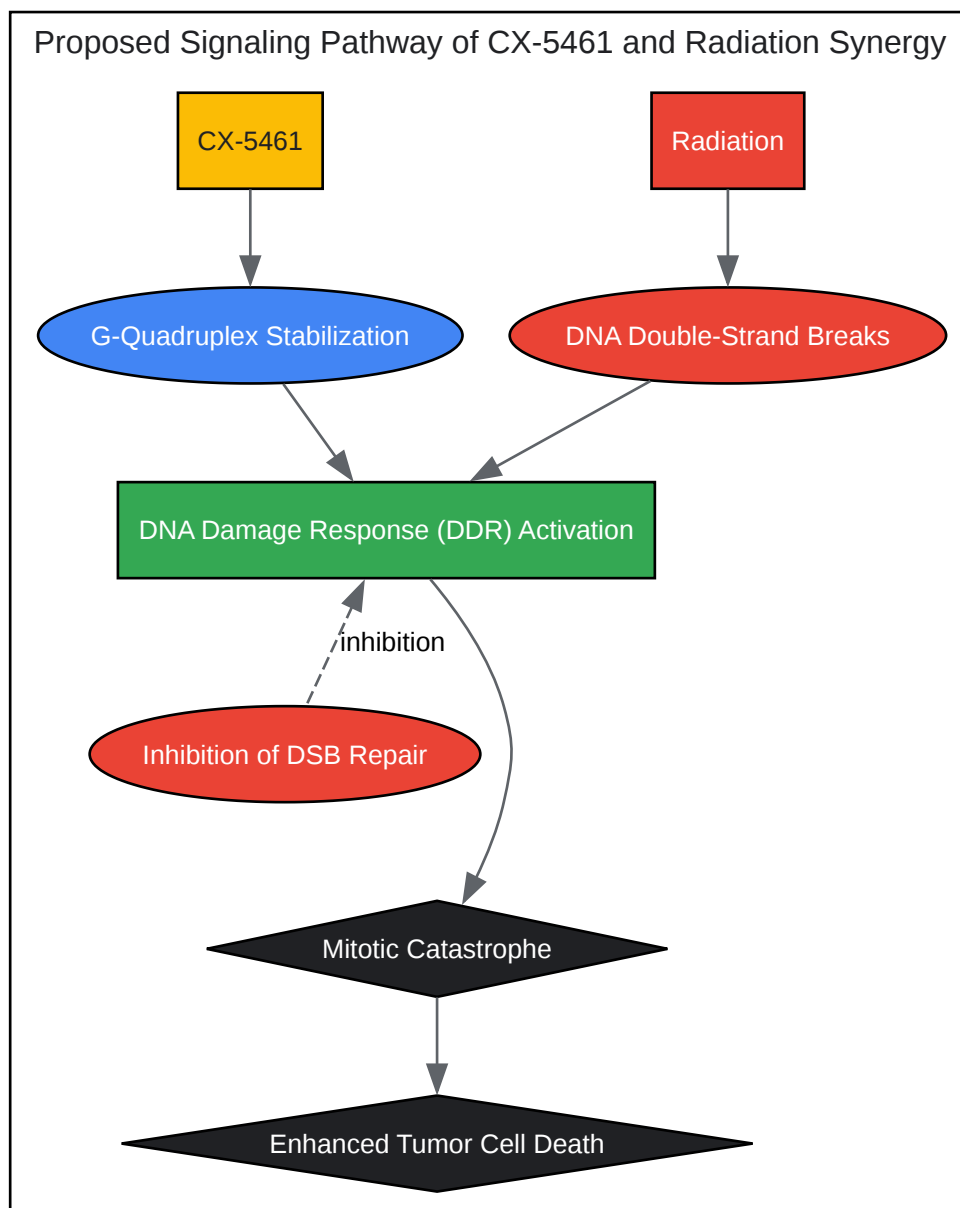 Proposed Signaling Pathway of CX-5461 and Radiation Synergy
CX-5461
Radiation
G-Quadruplex Stabilization
DNA Double-Strand Breaks
DNA Damage Response (DDR) Activation
inhibition
Inhibition of DSB Repair
Mitotic Catastrophe
Enhanced Tumor Cell Death